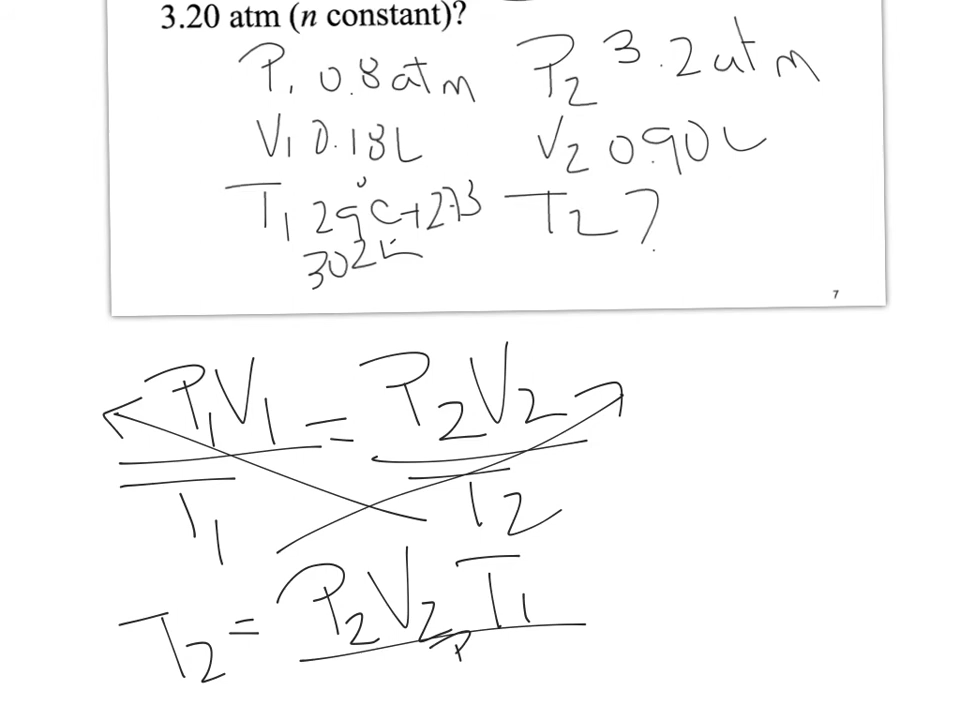 3.20 atm (n constant)?
P1 0.8 atm P2 3.2 atm
V1 0.18L V2 0.90L
T1 29°C+273 T2 ?
302K
7
P1V1 = P2V2
T1 T2
T2 = P2V2T1
P